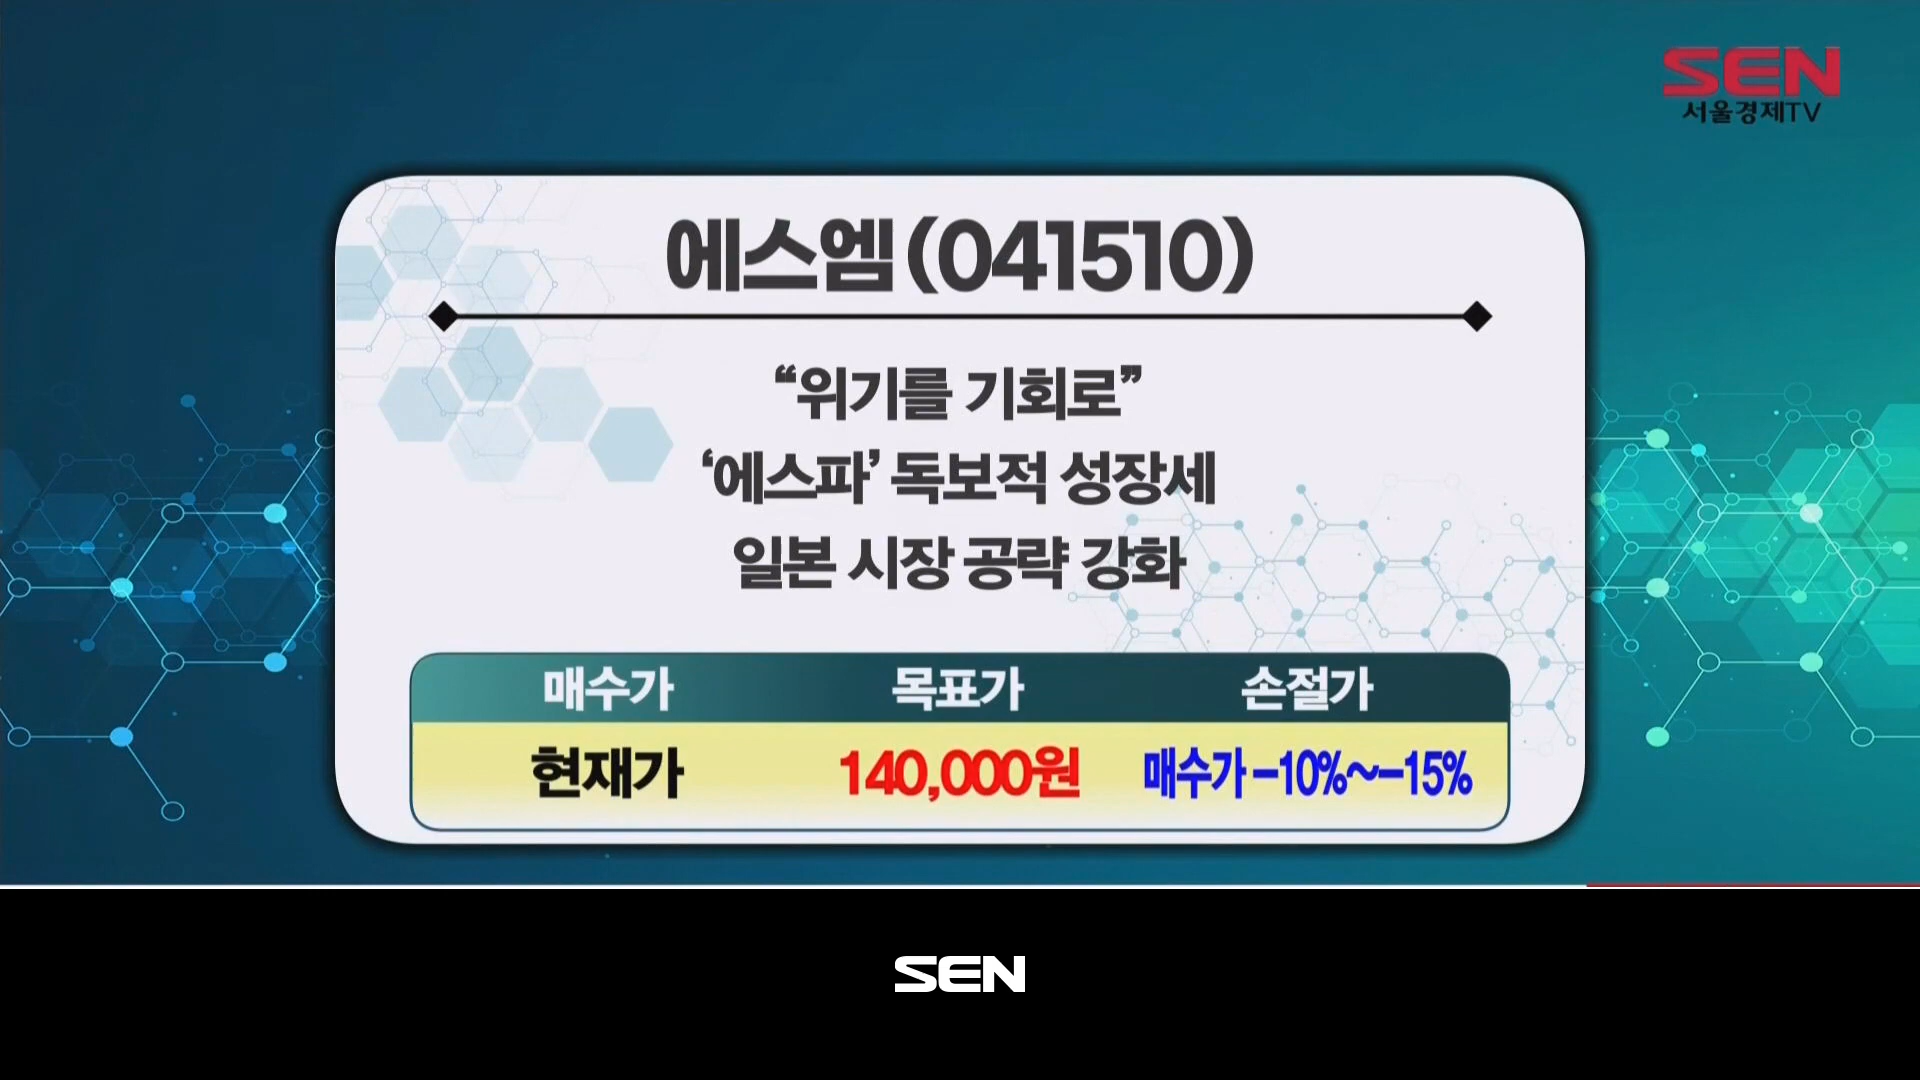 SEN
서울경제TV
에스엠(041510)
“위기를 기회로”
‘에스파’ 독보적 성장세
일본 시장 공략 강화
매수가 목표가 손절가
현재가 140,000원 매수가 -10%~-15%
SEN